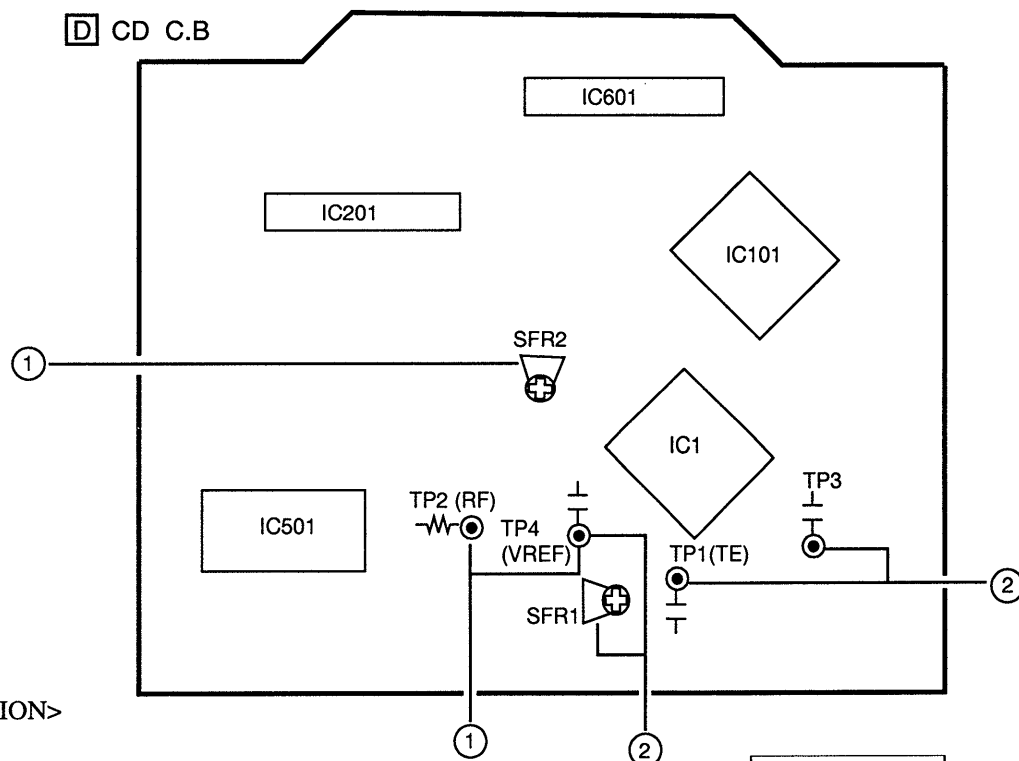 D CD C.B
IC601
IC201
IC101
SFR2
1
IC1
TP3
TP2 (RF)
IC501
TP4
(VREF)
TP1(TE)
2
SFR1
ION>
1
2